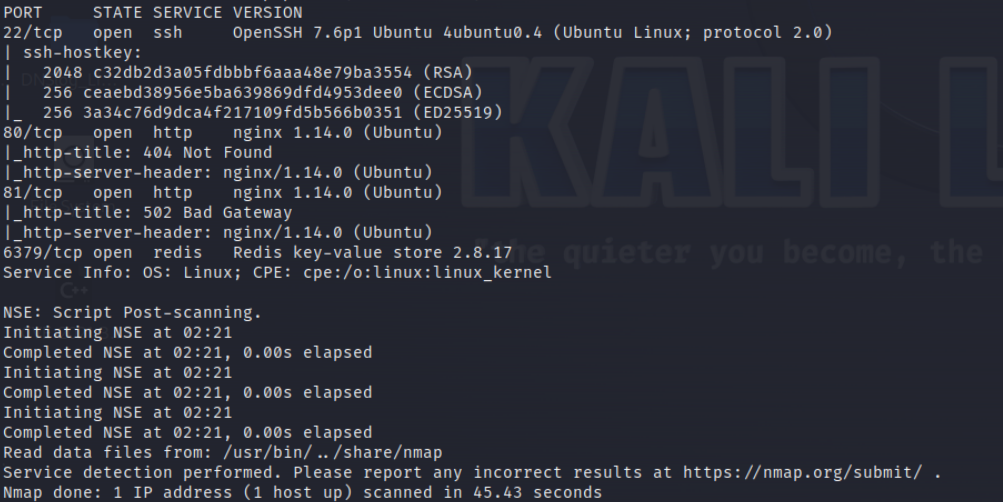 PORT     STATE SERVICE VERSION
22/tcp   open  ssh     OpenSSH 7.6p1 Ubuntu 4ubuntu0.4 (Ubuntu Linux; protocol 2.0)
| ssh-hostkey:
|   2048 c32db2d3a05fdbbbf6aaa48e79ba3554 (RSA)
|   256 ceaebd38956e5ba639869dfd4953dee0 (ECDSA)
|_  256 3a34c76d9dca4f217109fd5b566b0351 (ED25519)
80/tcp   open  http    nginx 1.14.0 (Ubuntu)
|_http-title: 404 Not Found
|_http-server-header: nginx/1.14.0 (Ubuntu)
81/tcp   open  http    nginx 1.14.0 (Ubuntu)
|_http-title: 502 Bad Gateway
|_http-server-header: nginx/1.14.0 (Ubuntu)
6379/tcp open  redis   Redis key-value store 2.8.17
Service Info: OS: Linux; CPE: cpe:/o:linux:linux_kernel
NSE: Script Post-scanning.
Initiating NSE at 02:21
Completed NSE at 02:21, 0.00s elapsed
Initiating NSE at 02:21
Completed NSE at 02:21, 0.00s elapsed
Initiating NSE at 02:21
Completed NSE at 02:21, 0.00s elapsed
Read data files from: /usr/bin/../share/nmap
Service detection performed. Please report any incorrect results at https://nmap.org/submit/ .
Nmap done: 1 IP address (1 host up) scanned in 45.43 seconds
KALI L
"the quieter you become, the
C++